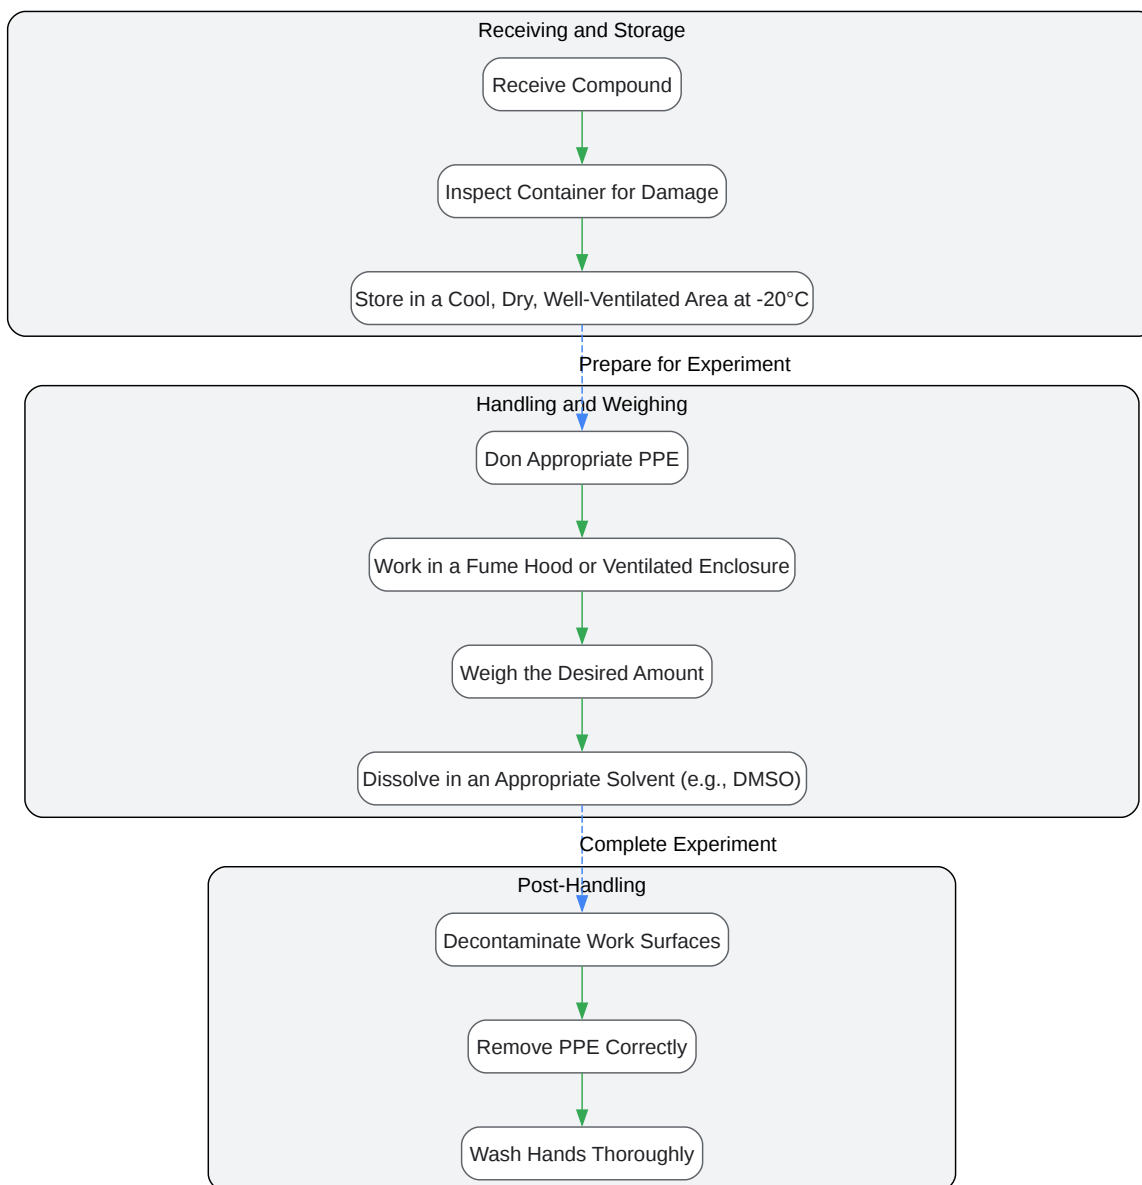 Receiving and Storage
Receive Compound
Inspect Container for Damage
Store in a Cool, Dry, Well-Ventilated Area at -20°C
Prepare for Experiment
Handling and Weighing
Don Appropriate PPE
Work in a Fume Hood or Ventilated Enclosure
Weigh the Desired Amount
Dissolve in an Appropriate Solvent (e.g., DMSO)
Complete Experiment
Post-Handling
Decontaminate Work Surfaces
Remove PPE Correctly
Wash Hands Thoroughly